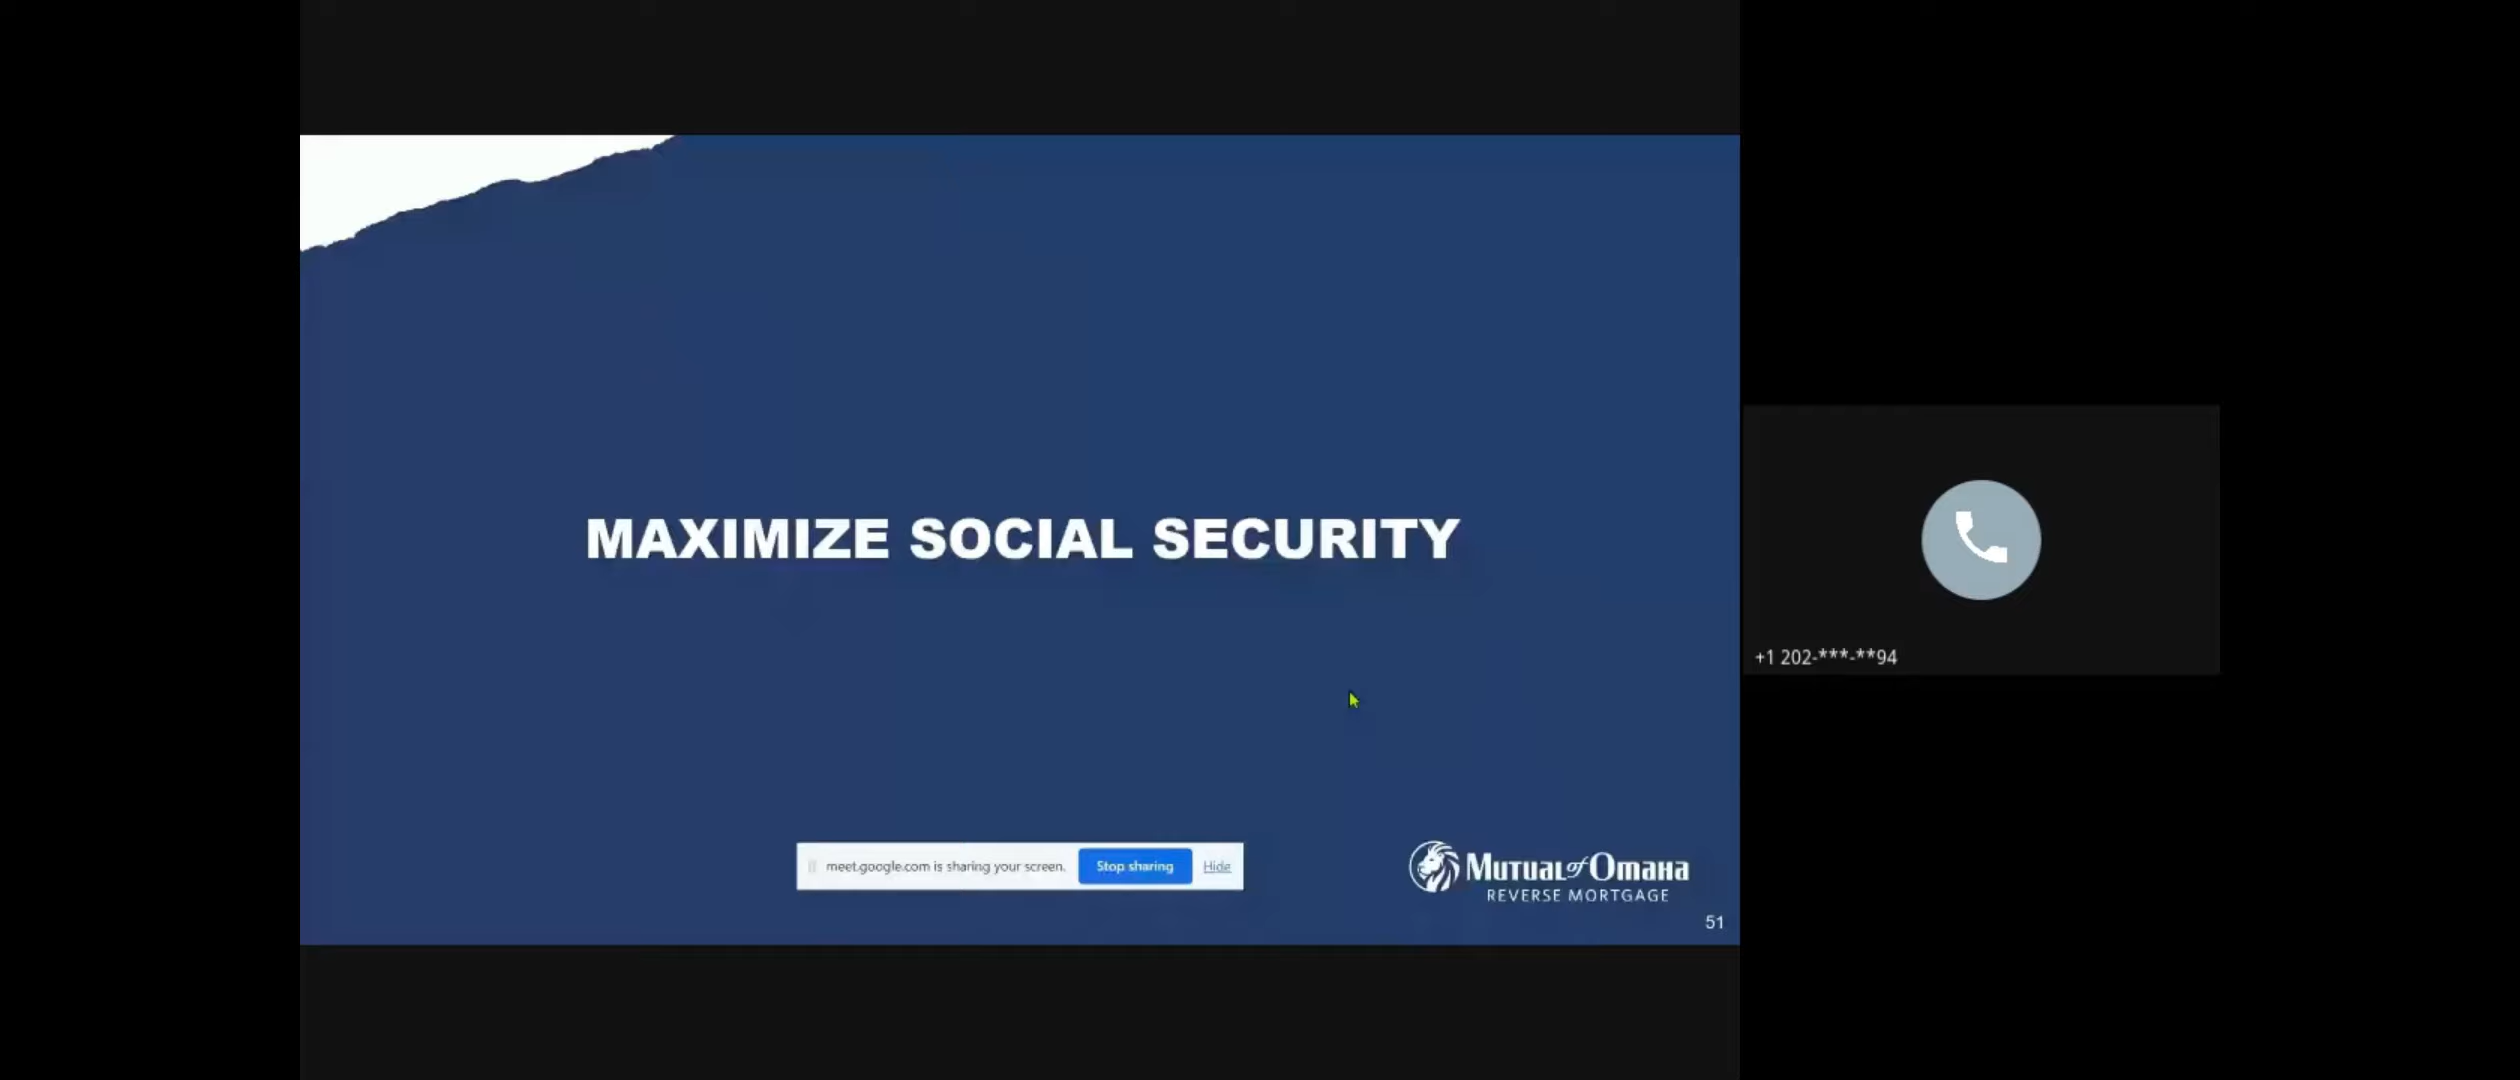 MAXIMIZE SOCIAL SECURITY
+1 202-***-**94
meet.google.com is sharing your screen. Stop sharing Hide
Mutual of Omaha
REVERSE MORTGAGE
51